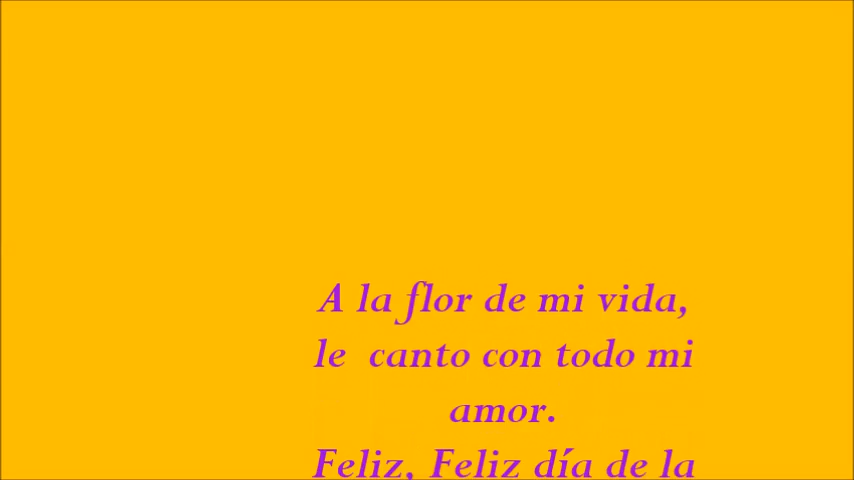 A la flor de mi vida,
le  canto con todo mi
amor.
Feliz, Feliz día de la